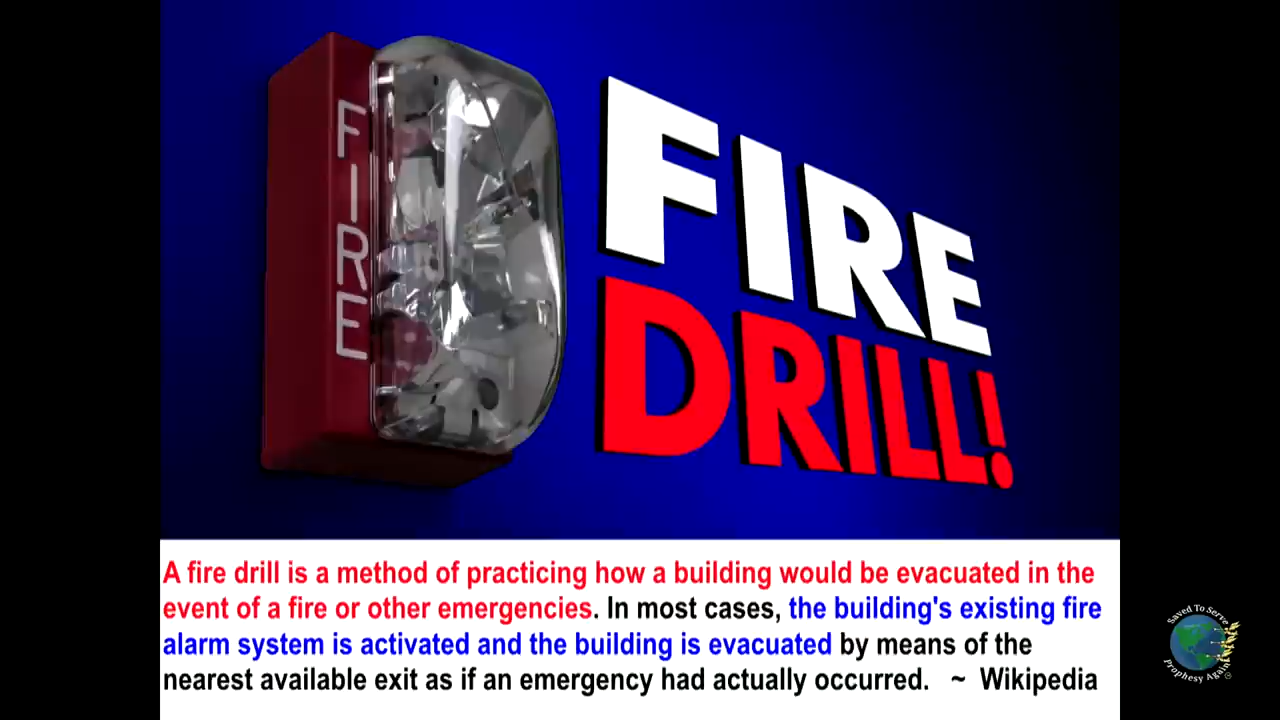 FIRE
FIRE
DRILL!
A fire drill is a method of practicing how a building would be evacuated in the
event of a fire or other emergencies. In most cases, the building's existing fire
alarm system is activated and the building is evacuated by means of the
nearest available exit as if an emergency had actually occurred.   ~  Wikipedia
Saved To Serve
Prophesy Again